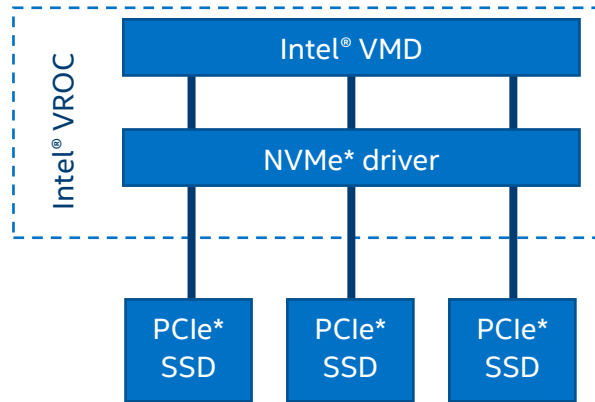 Intel® VROC
Intel® VMD
NVMe* driver
PCIe*
SSD
PCIe*
SSD
PCIe*
SSD